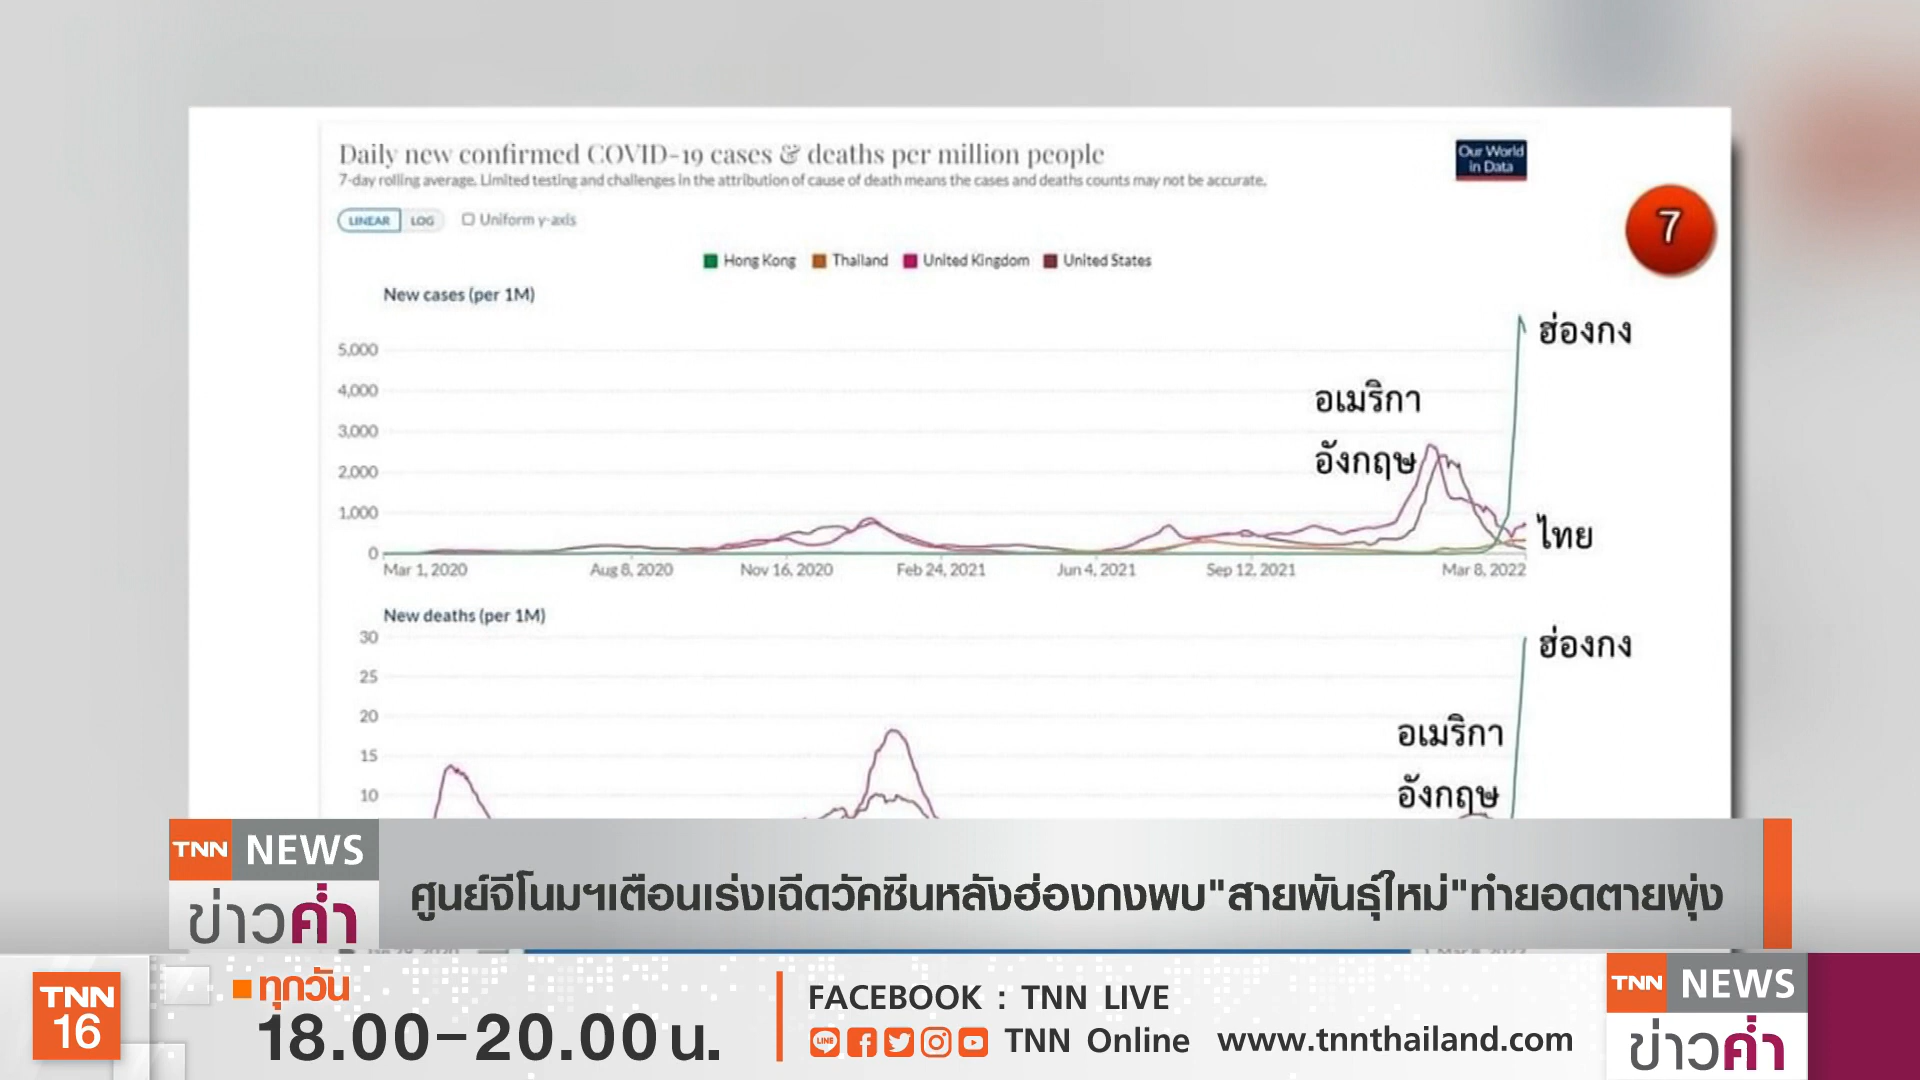 Daily new confirmed COVID-19 cases & deaths per million people
7-day rolling average. Limited testing and challenges in the attribution of cause of death means the cases and deaths counts may not be accurate.
Our World
in Data
LINEAR LOG Uniform y-axis
7
Hong Kong Thailand United Kingdom United States
New cases (per 1M)
ฮ่องกง
5,000
4,000
อเมริกา
3,000
อังกฤษ
2,000
1,000
ไทย
0
Mar 1, 2020 Aug 8, 2020 Nov 16, 2020 Feb 24, 2021 Jun 4, 2021 Sep 12, 2021 Mar 8, 2022
New deaths (per 1M)
30
ฮ่องกง
25
20
อเมริกา
15
10
อังกฤษ
TNN NEWS
ข่าวค่ำ
ศูนย์จีโนมฯเตือนเร่งเฉีดวัคซีนหลังฮ่องกงพบ"สายพันธุ์ใหม่"ทำยอดตายพุ่ง
TNN
16
ทุกวัน
18.00-20.00 น.
FACEBOOK : TNN LIVE
LINE TNN Online www.tnnthailand.com
TNN NEWS
ข่าวค่ำ